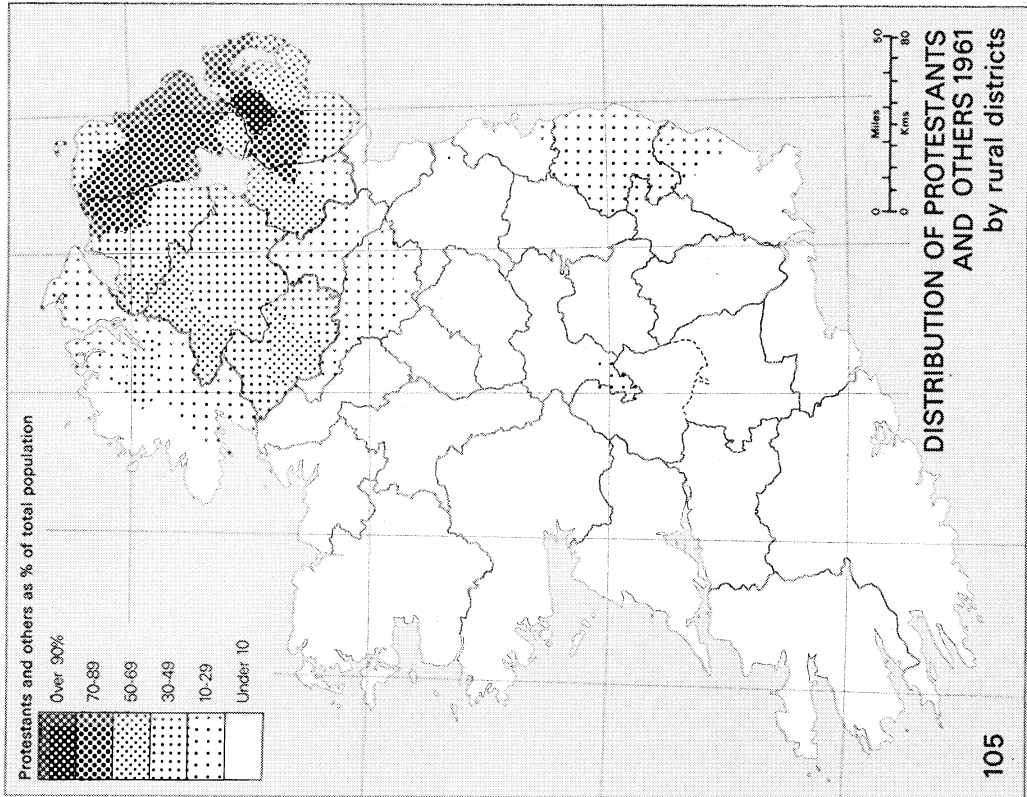 Protestants and others as % of total population
Over 90%
70-89
50-69
30-49
10-29
Under 10
Miles
0 50
0 80
Kms
DISTRIBUTION OF PROTESTANTS
AND OTHERS 1961
by rural districts
105